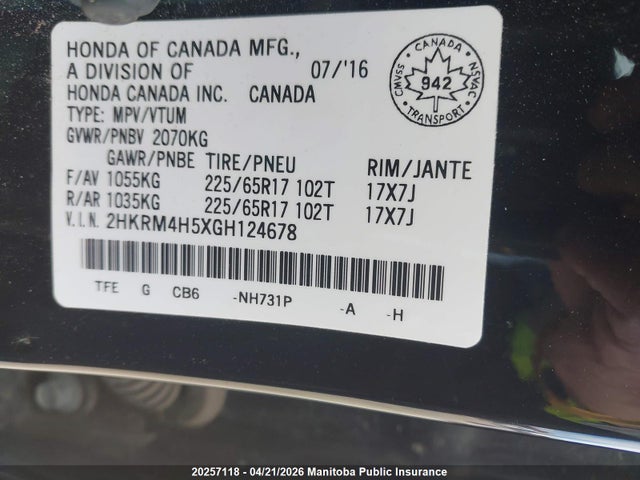 HONDA OF CANADA MFG.,
A DIVISION OF 07/'16
HONDA CANADA INC. CANADA
TYPE: MPV/VTUM
GVWR/PNBV 2070KG
GAWR/PNBE TIRE/PNEU RIM/JANTE
F/AV 1055KG 225/65R17 102T 17X7J
R/AR 1035KG 225/65R17 102T 17X7J
V.I.N. 2HKRM4H5XGH124678
TFE G CB6 -NH731P -A -H
CANADA
CMVSS 942 NSVAC
TRANSPORT
20257118 - 04/21/2026 Manitoba Public Insurance